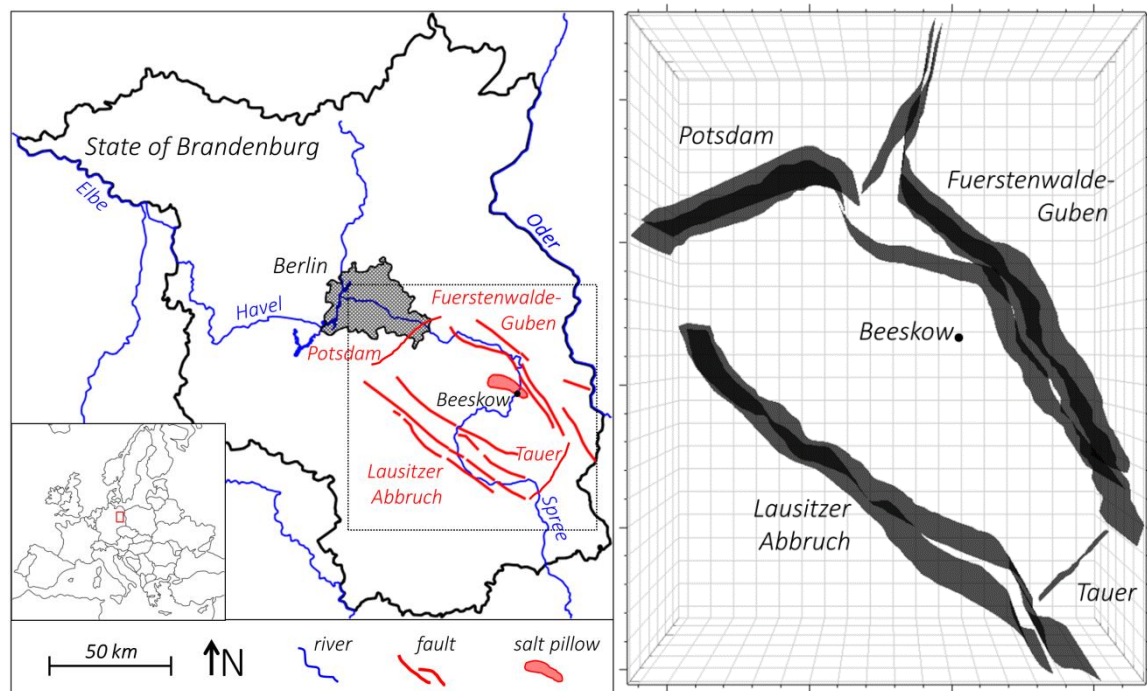 State of Brandenburg
Elbe
Oder
Berlin
Havel
Fuerstenwalde-
Guben
Potsdam
Beeskow
Tauer
Lausitzer
Abbruch
Spree
50 km
N
river
fault
salt pillow
Potsdam
Fuerstenwalde-
Guben
Beeskow
Lausitzer
Abbruch
Tauer